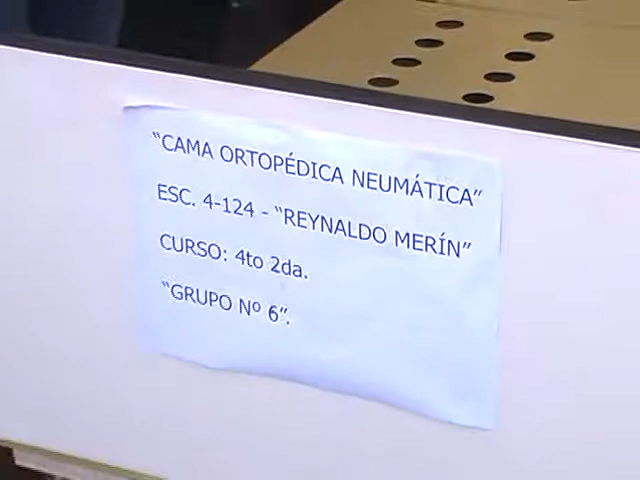 “CAMA ORTOPÉDICA NEUMÁTICA”
ESC. 4-124 - “REYNALDO MERÍN”
CURSO: 4to 2da.
“GRUPO Nº 6”.